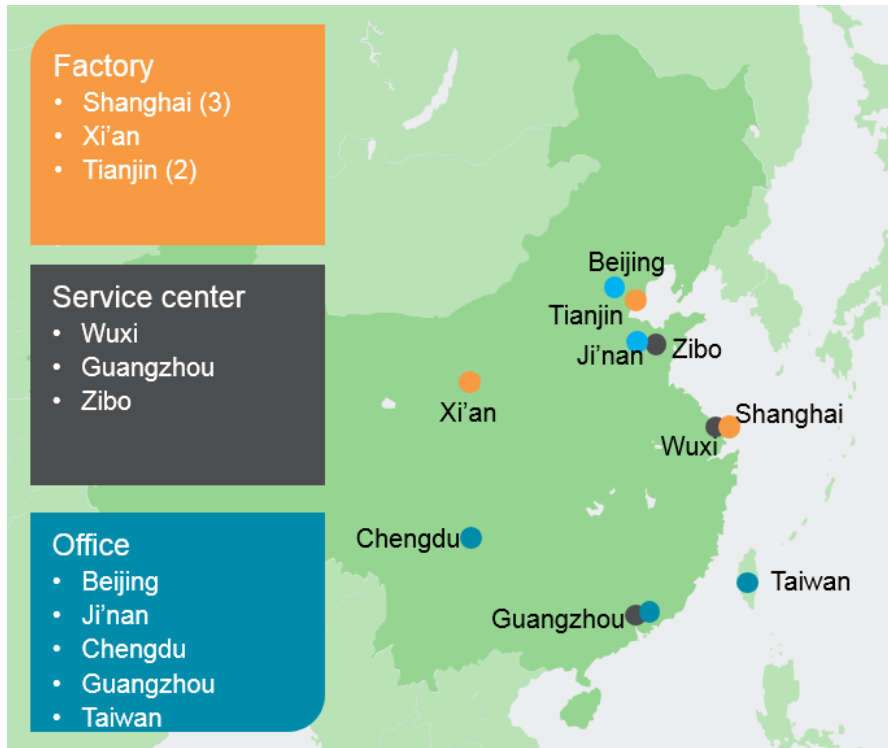 Factory
• Shanghai (3)
• Xi’an
• Tianjin (2)
Service center
• Wuxi
• Guangzhou
• Zibo
Office
• Beijing
• Ji’nan
• Chengdu
• Guangzhou
• Taiwan
Beijing
Tianjin
Ji’nan
Zibo
Xi’an
Shanghai
Wuxi
Chengdu
Taiwan
Guangzhou